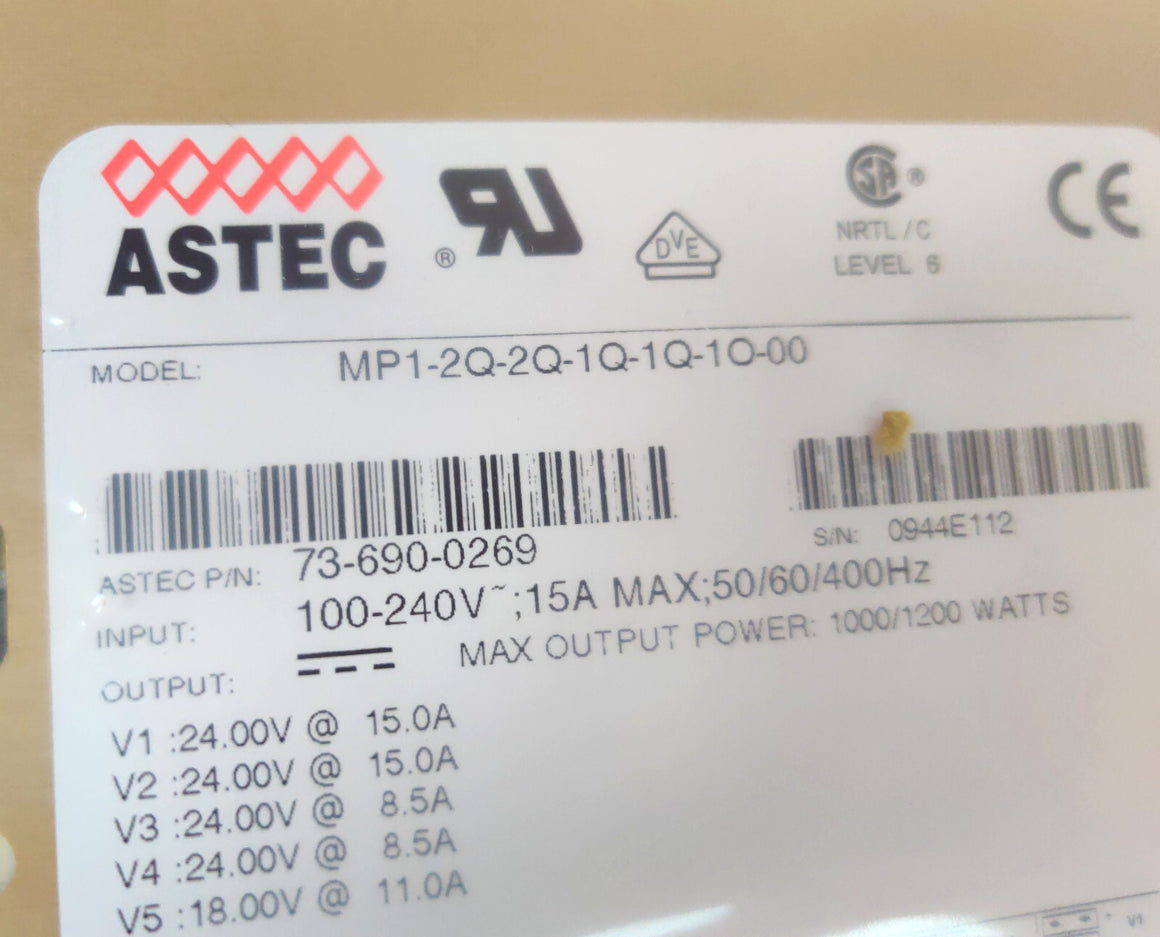 ASTEC
®
DVE
SA ®
NRTL/C
LEVEL 6
CE
MODEL: MP1-2Q-2Q-1Q-1Q-1O-00
ASTEC P/N: 73-690-0269
S/N: 0944E112
INPUT: 100-240V~;15A MAX;50/60/400Hz
OUTPUT: MAX OUTPUT POWER: 1000/1200 WATTS
V1 :24.00V @ 15.0A
V2 :24.00V @ 15.0A
V3 :24.00V @ 8.5A
V4 :24.00V @ 8.5A
V5 :18.00V @ 11.0A
V1